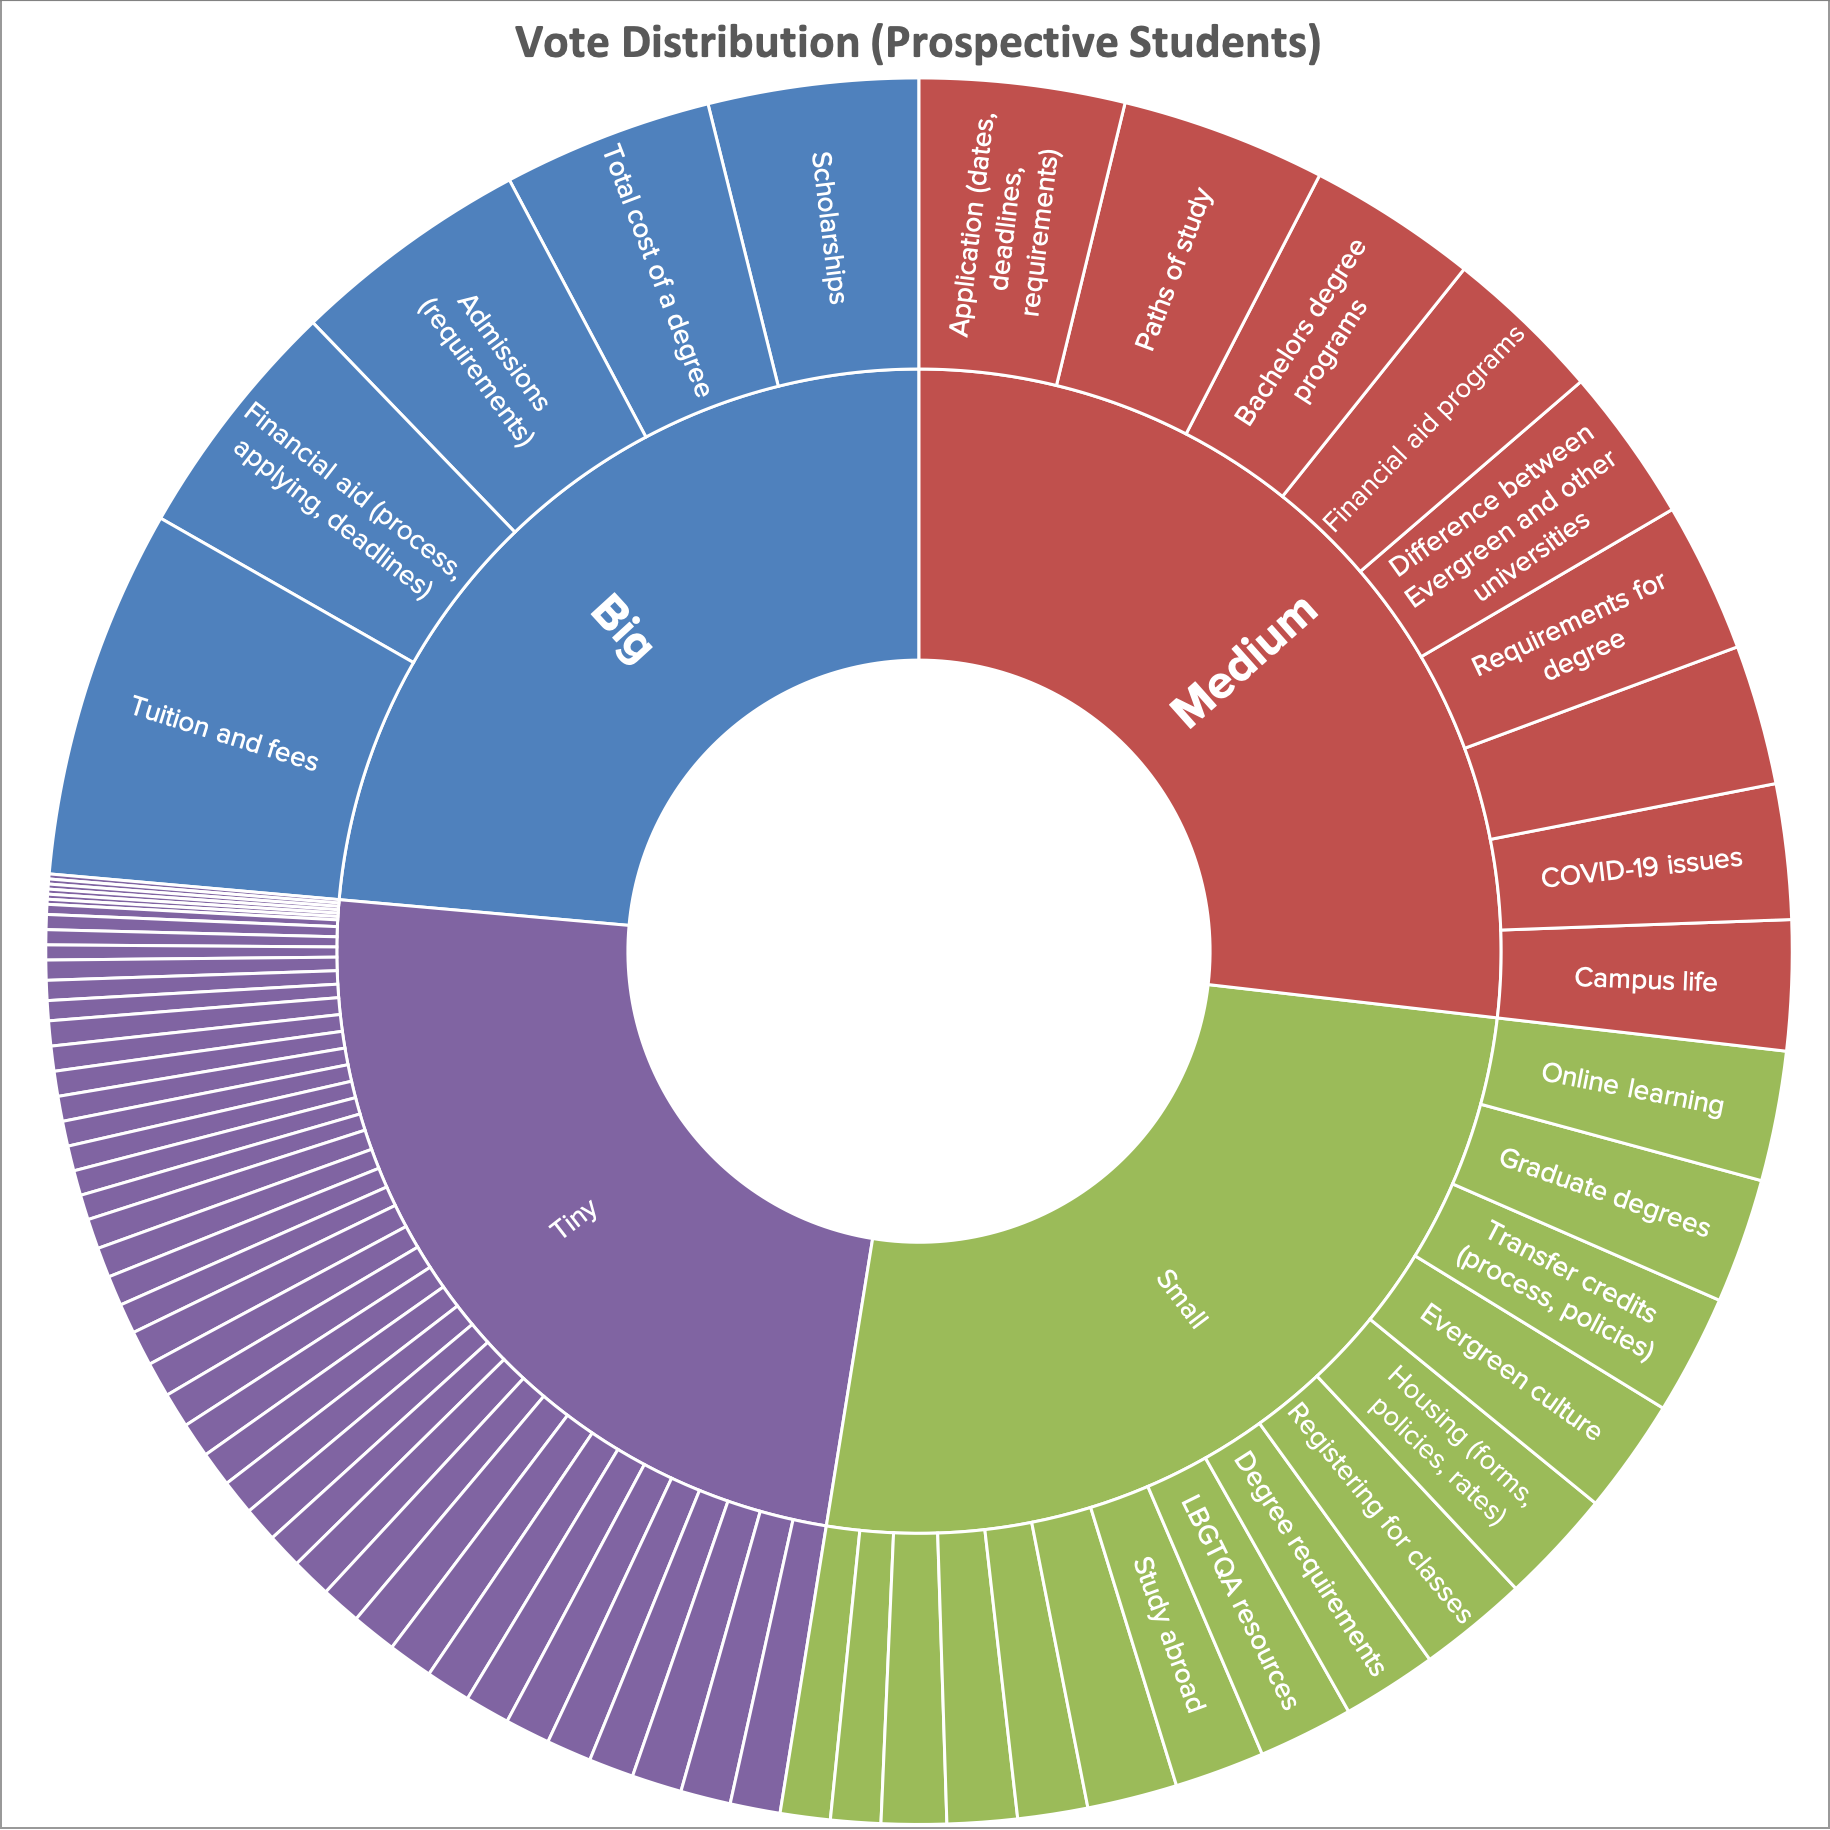 Vote Distribution (Prospective Students)
Application (dates,
deadlines,
requirements)
Paths of study
Bachelors degree
programs
Financial aid programs
Difference between
Evergreen and other
universities
Requirements for
degree
COVID-19 issues
Campus life
Medium
Online learning
Graduate degrees
Transfer credits
(process, policies)
Evergreen culture
Housing (forms,
policies, rates)
Registering for classes
Degree requirements
LBGTQA resources
Study abroad
Small
Tiny
Tuition and fees
Financial aid (process,
applying, deadlines)
Admissions
(requirements)
Total cost of a degree
Scholarships
Big